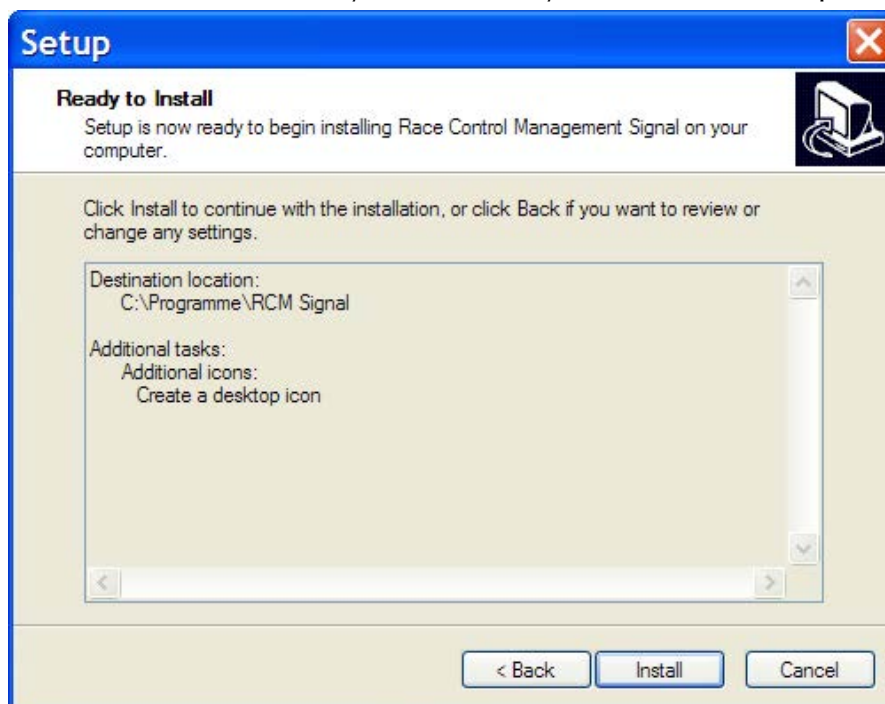 Setup
Ready to Install
Setup is now ready to begin installing Race Control Management Signal on your
computer.
Click Install to continue with the installation, or click Back if you want to review or
change any settings.
Destination location:
C:\Programme\RCM Signal
Additional tasks:
Additional icons:
Create a desktop icon
< Back
Install
Cancel